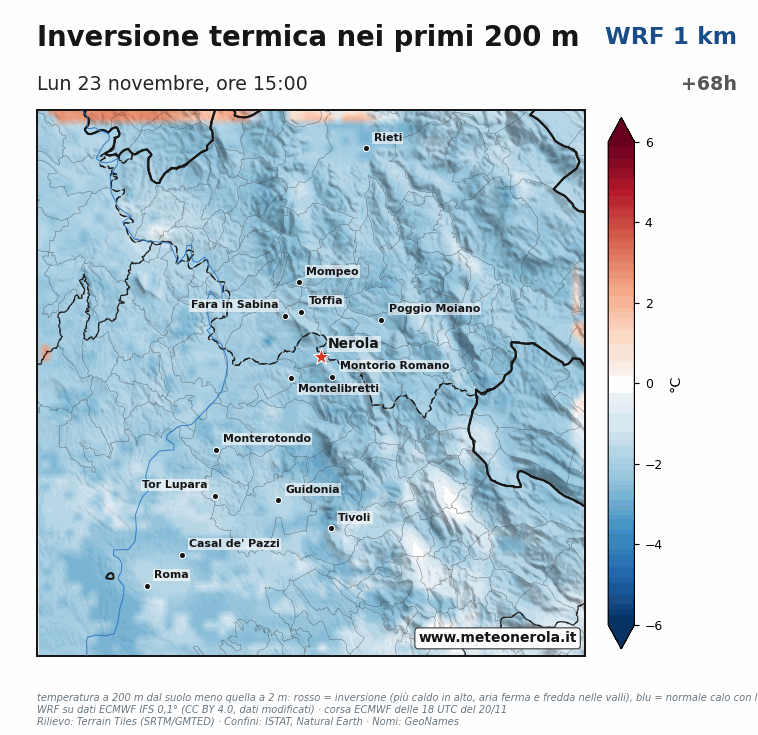 Inversione termica nei primi 200 m
WRF 1 km
Lun 23 novembre, ore 15:00
+68h
Rieti
Mompeo
Toffia
Fara in Sabina
Poggio Moiano
Nerola
Montorio Romano
Montelibretti
Monterotondo
Tor Lupara
Guidonia
Tivoli
Casal de' Pazzi
Roma
www.meteonerola.it
6
4
2
0
−2
−4
−6
°C
temperatura a 200 m dal suolo meno quella a 2 m: rosso = inversione (più caldo in alto, aria ferma e fredda nelle valli), blu = normale calo con
WRF su dati ECMWF IFS 0,1° (CC BY 4.0, dati modificati) · corsa ECMWF delle 18 UTC del 20/11
Rilievo: Terrain Tiles (SRTM/GMTED) · Confini: ISTAT, Natural Earth · Nomi: GeoNames